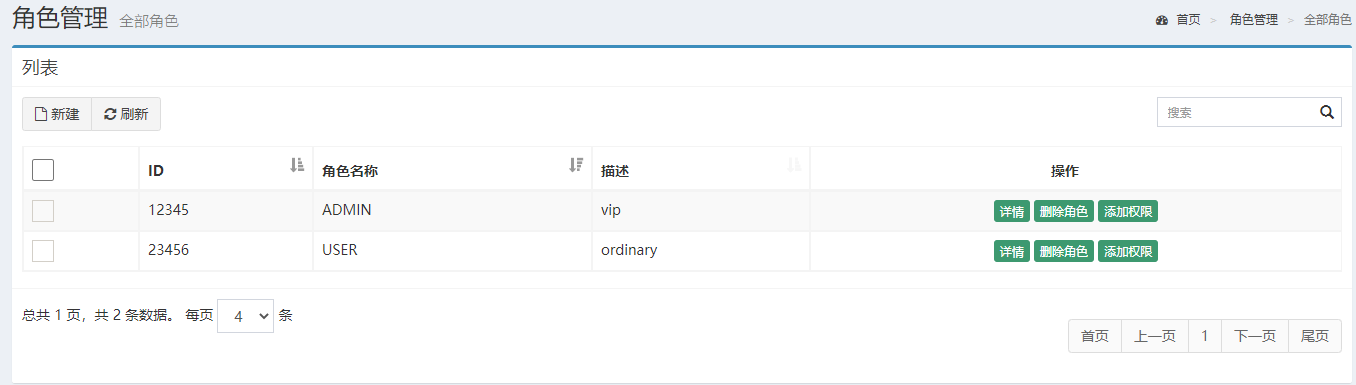 角色管理 全部角色 首页 > 角色管理 > 全部角色
列表
新建 刷新 搜索
ID 角色名称 描述 操作
12345 ADMIN vip 详情 删除角色 添加权限
23456 USER ordinary 详情 删除角色 添加权限
总共 1 页，共 2 条数据。 每页 4 条
首页 上一页 1 下一页 尾页